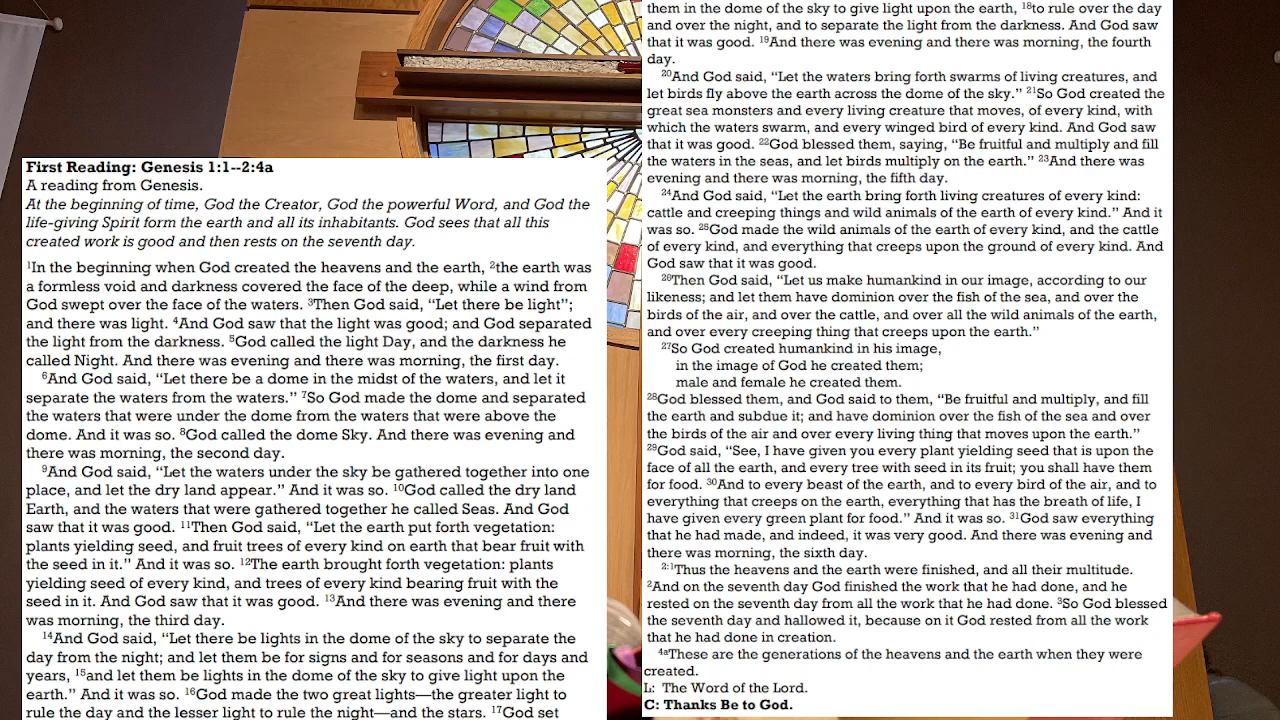 First Reading: Genesis 1:1--2:4a
A reading from Genesis.
At the beginning of time, God the Creator, God the powerful Word, and God the
life-giving Spirit form the earth and all its inhabitants. God sees that all this
created work is good and then rests on the seventh day.
¹In the beginning when God created the heavens and the earth, ²the earth was
a formless void and darkness covered the face of the deep, while a wind from
God swept over the face of the waters. ³Then God said, “Let there be light”;
and there was light. ⁴And God saw that the light was good; and God separated
the light from the darkness. ⁵God called the light Day, and the darkness he
called Night. And there was evening and there was morning, the first day.
⁶And God said, “Let there be a dome in the midst of the waters, and let it
separate the waters from the waters.” ⁷So God made the dome and separated
the waters that were under the dome from the waters that were above the
dome. And it was so. ⁸God called the dome Sky. And there was evening and
there was morning, the second day.
⁹And God said, “Let the waters under the sky be gathered together into one
place, and let the dry land appear.” And it was so. ¹⁰God called the dry land
Earth, and the waters that were gathered together he called Seas. And God
saw that it was good. ¹¹Then God said, “Let the earth put forth vegetation:
plants yielding seed, and fruit trees of every kind on earth that bear fruit with
the seed in it.” And it was so. ¹²The earth brought forth vegetation: plants
yielding seed of every kind, and trees of every kind bearing fruit with the
seed in it. And God saw that it was good. ¹³And there was evening and there
was morning, the third day.
¹⁴And God said, “Let there be lights in the dome of the sky to separate the
day from the night; and let them be for signs and for seasons and for days and
years, ¹⁵and let them be lights in the dome of the sky to give light upon the
earth.” And it was so. ¹⁶God made the two great lights—the greater light to
rule the day and the lesser light to rule the night—and the stars. ¹⁷God set
them in the dome of the sky to give light upon the earth, ¹⁸to rule over the day
and over the night, and to separate the light from the darkness. And God saw
that it was good. ¹⁹And there was evening and there was morning, the fourth
day.
²⁰And God said, “Let the waters bring forth swarms of living creatures, and
let birds fly above the earth across the dome of the sky.” ²¹So God created the
great sea monsters and every living creature that moves, of every kind, with
which the waters swarm, and every winged bird of every kind. And God saw
that it was good. ²²God blessed them, saying, “Be fruitful and multiply and fill
the waters in the seas, and let birds multiply on the earth.” ²³And there was
evening and there was morning, the fifth day.
²⁴And God said, “Let the earth bring forth living creatures of every kind:
cattle and creeping things and wild animals of the earth of every kind.” And it
was so. ²⁵God made the wild animals of the earth of every kind, and the cattle
of every kind, and everything that creeps upon the ground of every kind. And
God saw that it was good.
²⁶Then God said, “Let us make humankind in our image, according to our
likeness; and let them have dominion over the fish of the sea, and over the
birds of the air, and over the cattle, and over all the wild animals of the earth,
and over every creeping thing that creeps upon the earth.”
²⁷So God created humankind in his image,
in the image of God he created them;
male and female he created them.
²⁸God blessed them, and God said to them, “Be fruitful and multiply, and fill
the earth and subdue it; and have dominion over the fish of the sea and over
the birds of the air and over every living thing that moves upon the earth.”
²⁹God said, “See, I have given you every plant yielding seed that is upon the
face of all the earth, and every tree with seed in its fruit; you shall have them
for food. ³⁰And to every beast of the earth, and to every bird of the air, and to
everything that creeps on the earth, everything that has the breath of life, I
have given every green plant for food.” And it was so. ³¹God saw everything
that he had made, and indeed, it was very good. And there was evening and
there was morning, the sixth day.
²:¹Thus the heavens and the earth were finished, and all their multitude.
²And on the seventh day God finished the work that he had done, and he
rested on the seventh day from all the work that he had done. ³So God blessed
the seventh day and hallowed it, because on it God rested from all the work
that he had done in creation.
⁴ᵃThese are the generations of the heavens and the earth when they were
created.
L: The Word of the Lord.
C: Thanks Be to God.